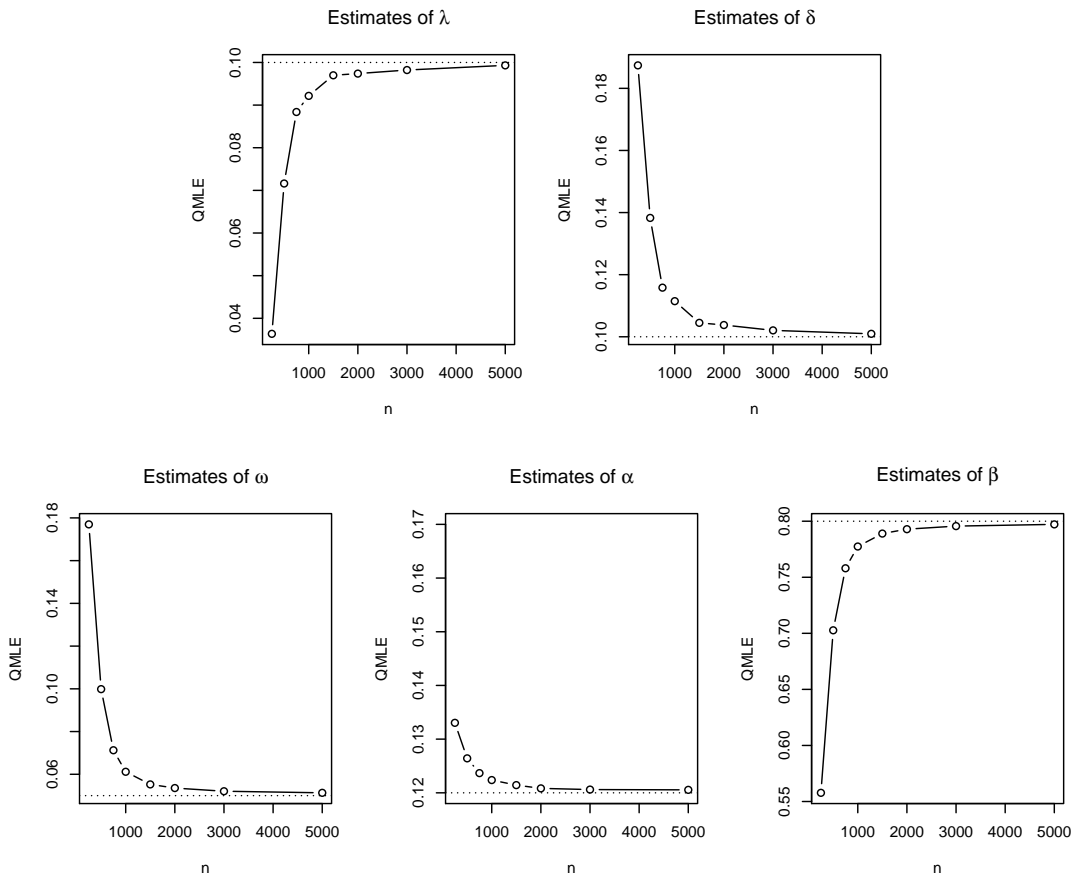 Estimates of λ
QMLE
0.04 0.06 0.08 0.10
1000 2000 3000 4000 5000
n
Estimates of δ
QMLE
0.10 0.12 0.14 0.16 0.18
1000 2000 3000 4000 5000
n
Estimates of ω
QMLE
0.06 0.10 0.14 0.18
1000 2000 3000 4000 5000
n
Estimates of α
QMLE
0.12 0.13 0.14 0.15 0.16 0.17
1000 2000 3000 4000 5000
n
Estimates of β
QMLE
0.55 0.60 0.65 0.70 0.75 0.80
1000 2000 3000 4000 5000
n